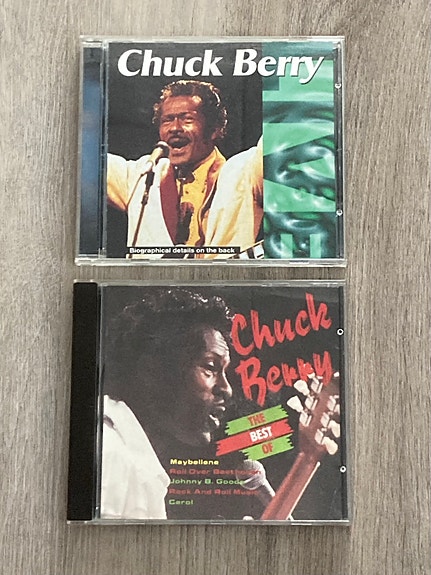 Chuck Berry
LIVE
Biographical details on the back
Chuck
Berry
THE
BEST
OF
Maybellene
Roll Over Beethoven
Johnny B. Goode
Rock And Roll Music
Carol